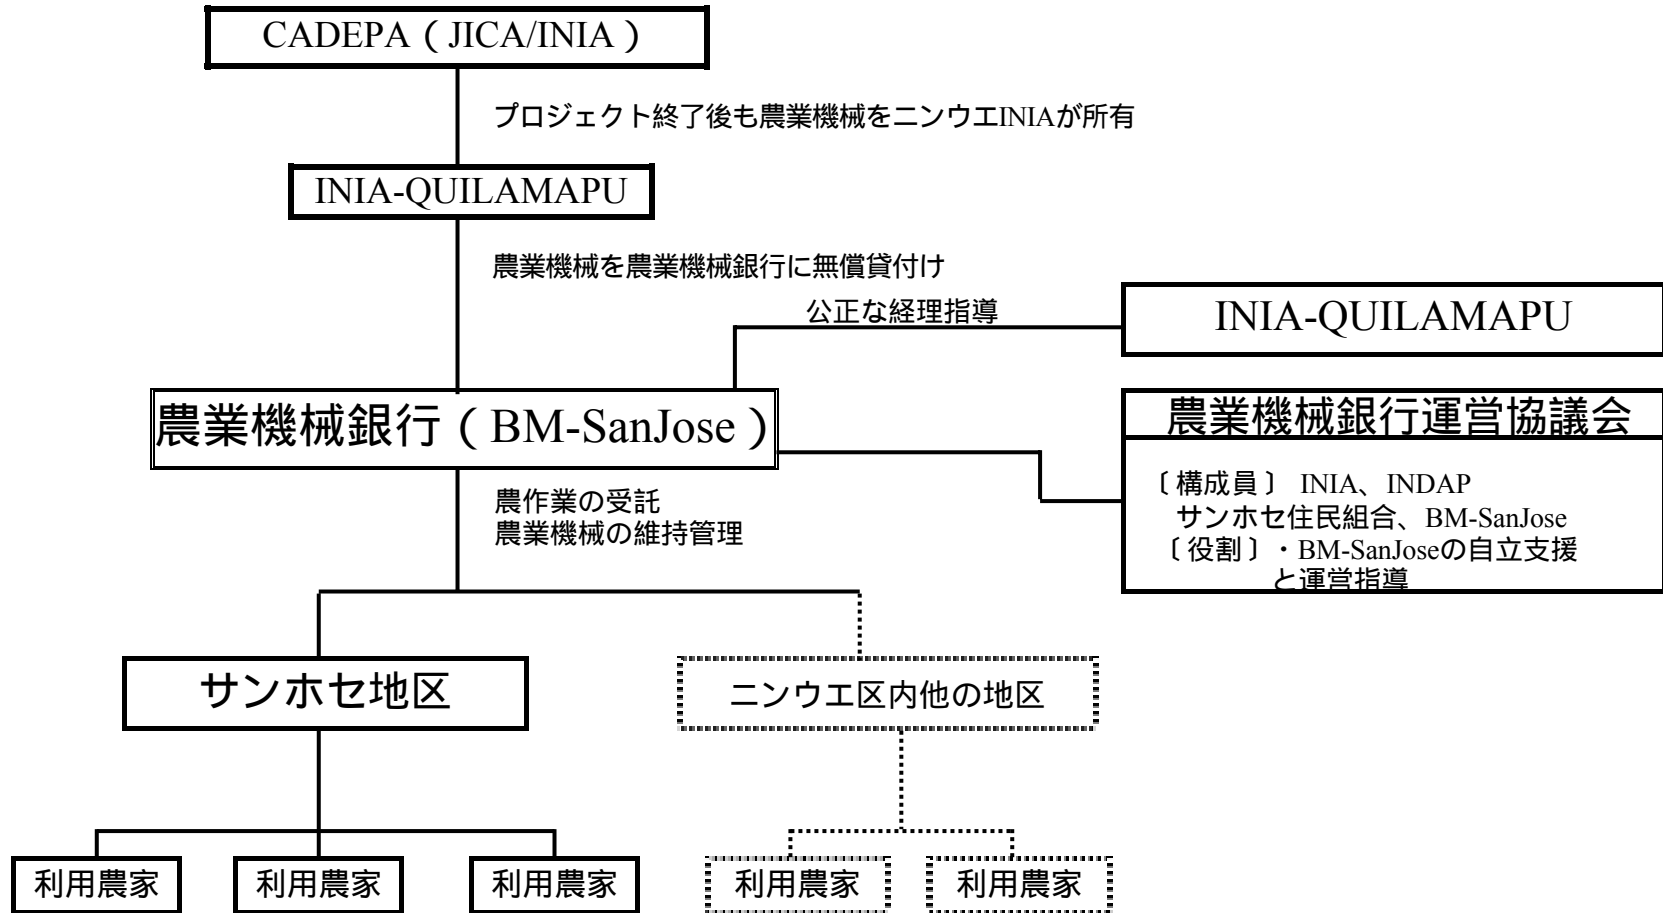 CADEPA（JICA/INIA）
プロジェクト終了後も農業機械をニンウエINIAが所有
INIA-QUILAMAPU
農業機械を農業機械銀行に無償貸付け
公正な経理指導
INIA-QUILAMAPU
農業機械銀行（BM-SanJose）
農業機械銀行運営協議会
〔構成員〕 INIA、INDAP
サンホセ住民組合、BM-SanJose
〔役割〕・BM-SanJoseの自立支援
と運営指導
農作業の受託
農業機械の維持管理
サンホセ地区
ニンウエ区内他の地区
利用農家
利用農家
利用農家
利用農家
利用農家